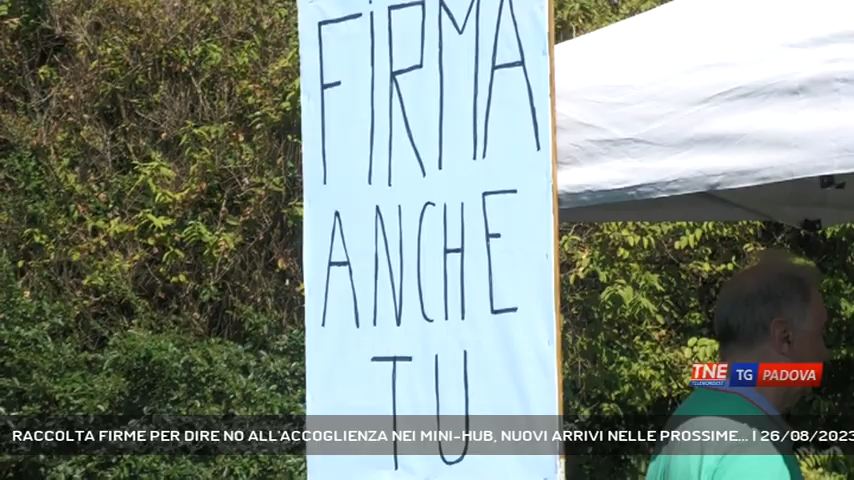 FiRMA
ANCHE
TU
TNE TG PADOVA
TELENORDEST
RACCOLTA FIRME PER DIRE NO ALL'ACCOGLIENZA NEI MINI-HUB, NUOVI ARRIVI NELLE PROSSIME... | 26/08/2023